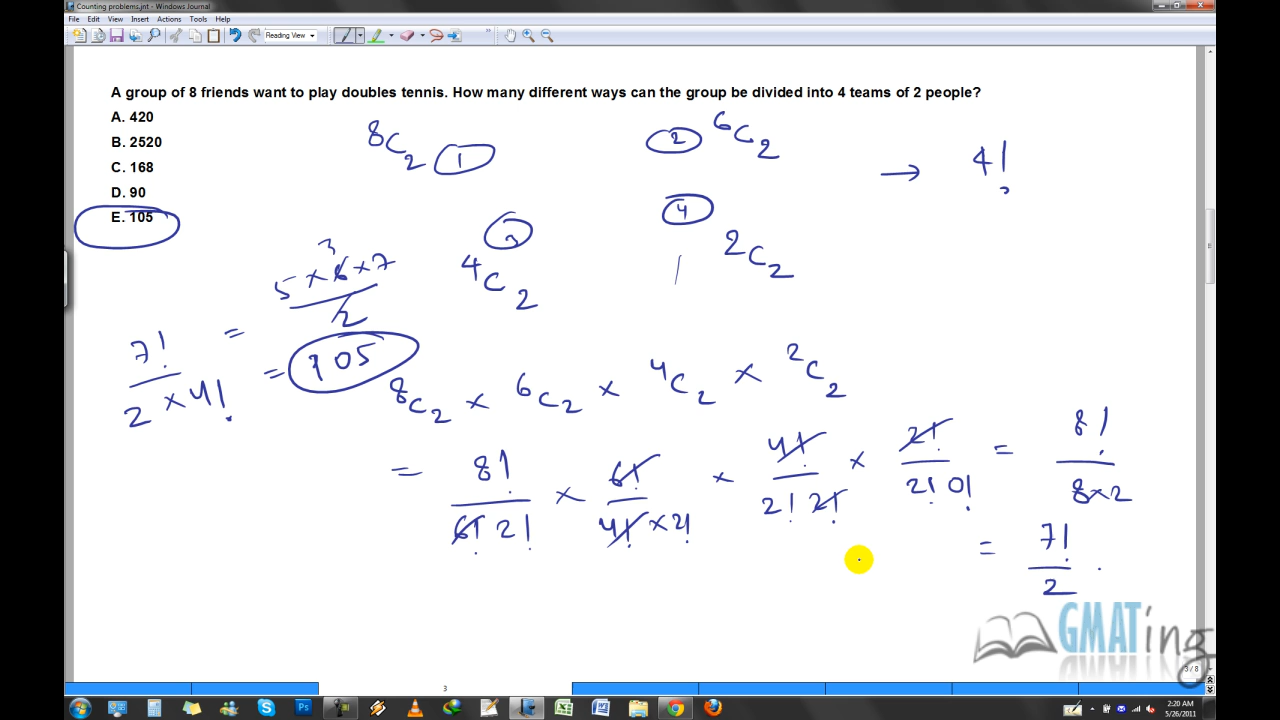 Counting problems.jnt - Windows Journal
File Edit View Insert Actions Tools Help
Reading View
A group of 8 friends want to play doubles tennis. How many different ways can the group be divided into 4 teams of 2 people?
A. 420
B. 2520
C. 168
D. 90
E. 105
8C2 1 2 6C2 → 4!
3 4
4C2 2C2
5 × 6 × 7 / 2 3
7! / 2 × 4! = = 105
8C2 × 6C2 × 4C2 × 2C2
= 8! / 6! 2! × 6! / 4! × 2! × 4! / 2! 2! × 2! / 2! 0! = 8! / 8×2
= 7! / 2
GMATing
3 / 8
3
2:20 AM
5/26/2011